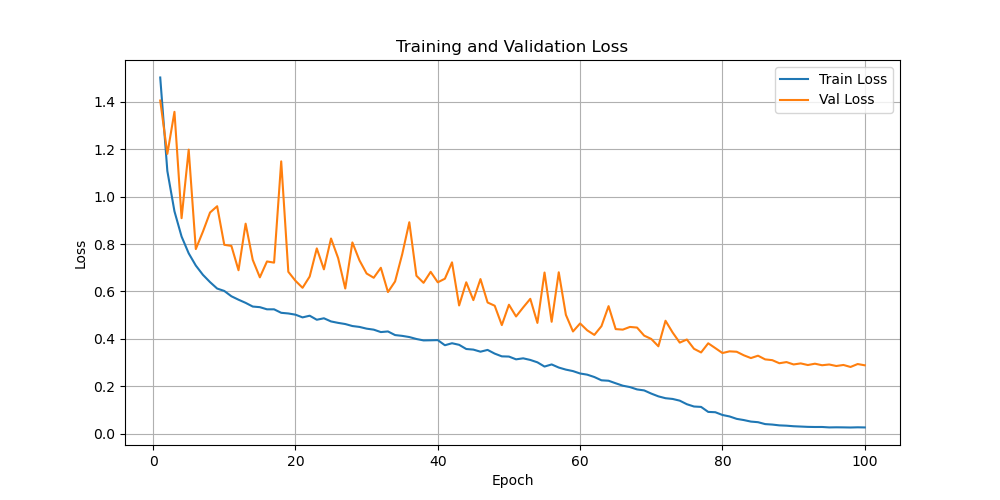 Training and Validation Loss
Train Loss
Val Loss
1.4
1.2
1.0
0.8
0.6
0.4
0.2
0.0
Loss
0 20 40 60 80 100
Epoch